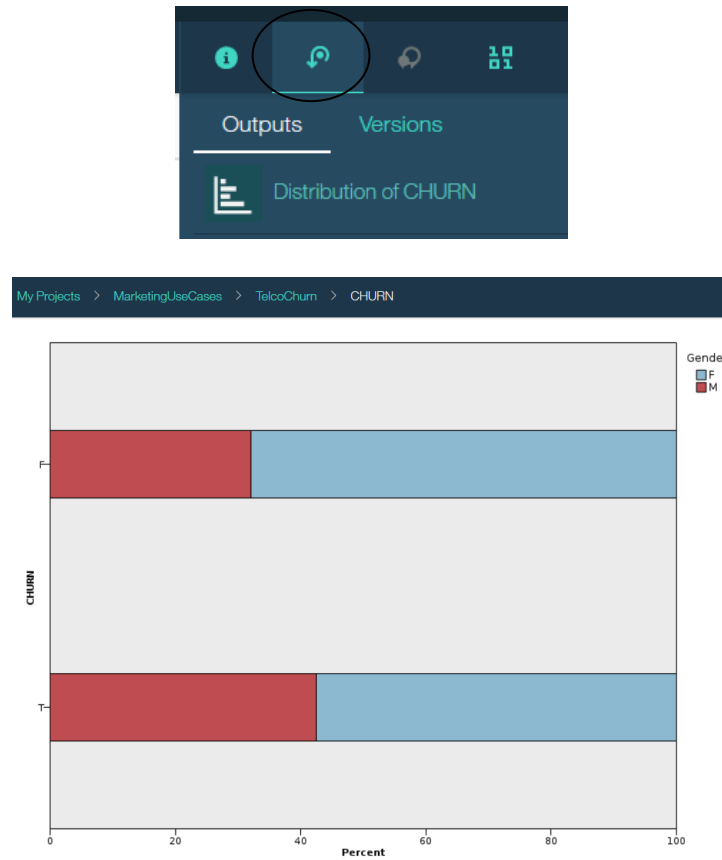 Outputs Versions
Distribution of CHURN
My Projects > MarketingUseCases > TelcoChurn > CHURN
Gende
F
M
F
CHURN
T
0 20 40 60 80 100
Percent